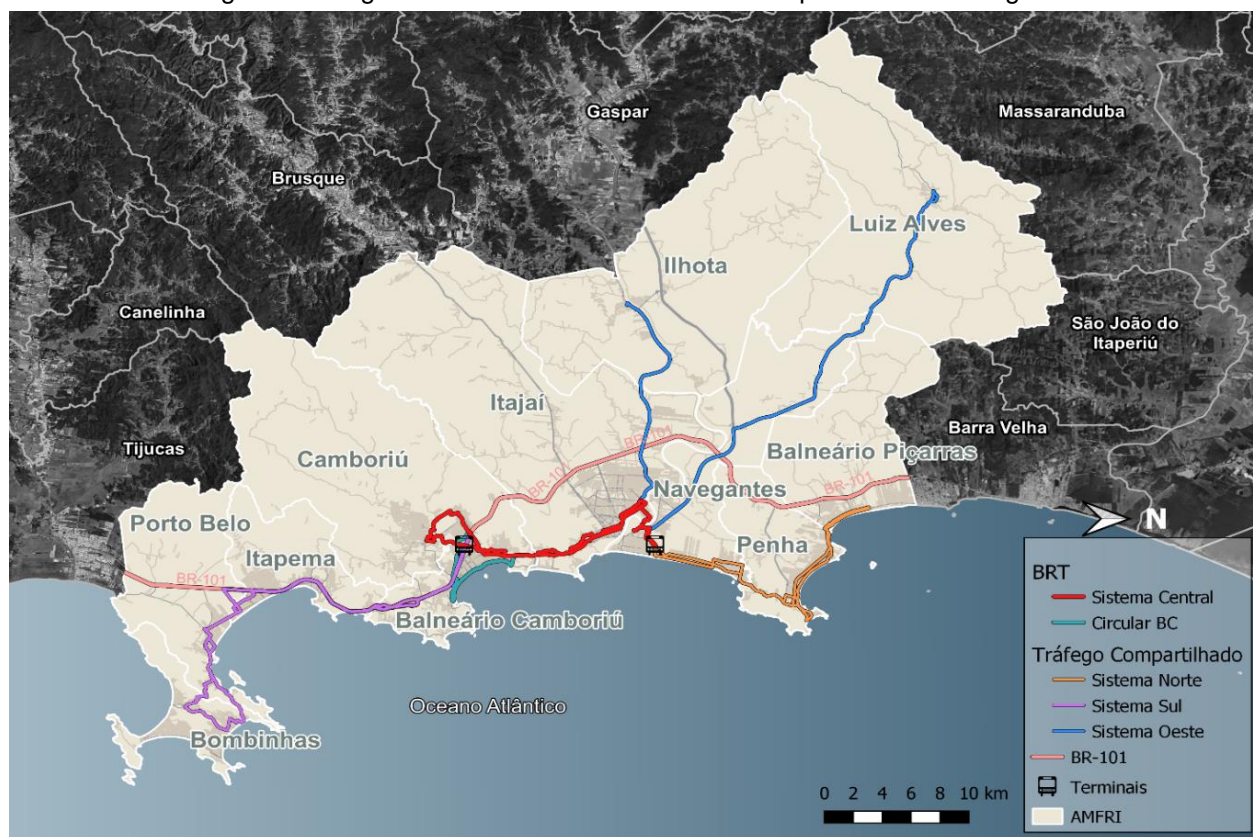 Gaspar
Massaranduba
Brusque
Luiz Alves
Ilhota
Canelinha
São João do
Itaperiú
Itajaí
Barra Velha
Tijucas
Camboriú
BR-101
BR-101
Balneário Piçarras
BR-101
Navegantes
Porto Belo
N
Itapema
Penha
BR-101
Balneário Camboriú
Oceano Atlântico
Bombinhas
BRT
Sistema Central
Circular BC
Tráfego Compartilhado
Sistema Norte
Sistema Sul
Sistema Oeste
BR-101
Terminais
AMFRI
0 2 4 6 8 10 km